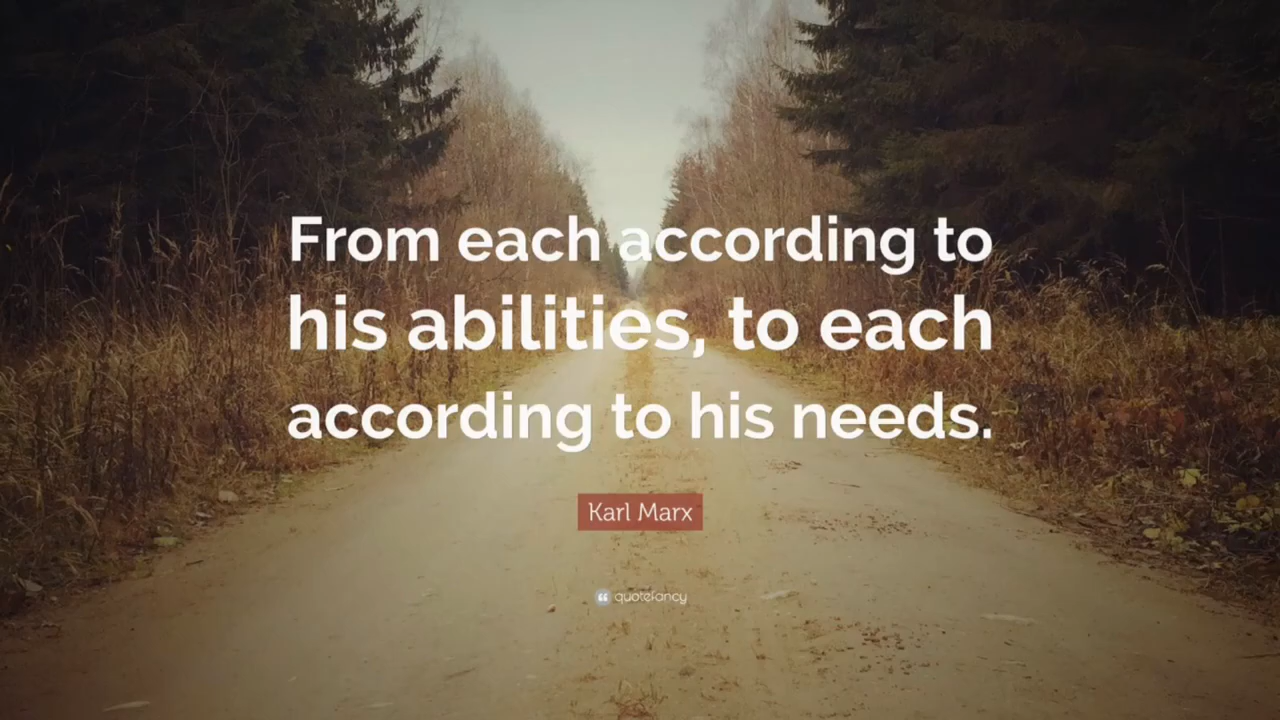 From each according to
his abilities, to each
according to his needs.
Karl Marx
❝ quotefancy